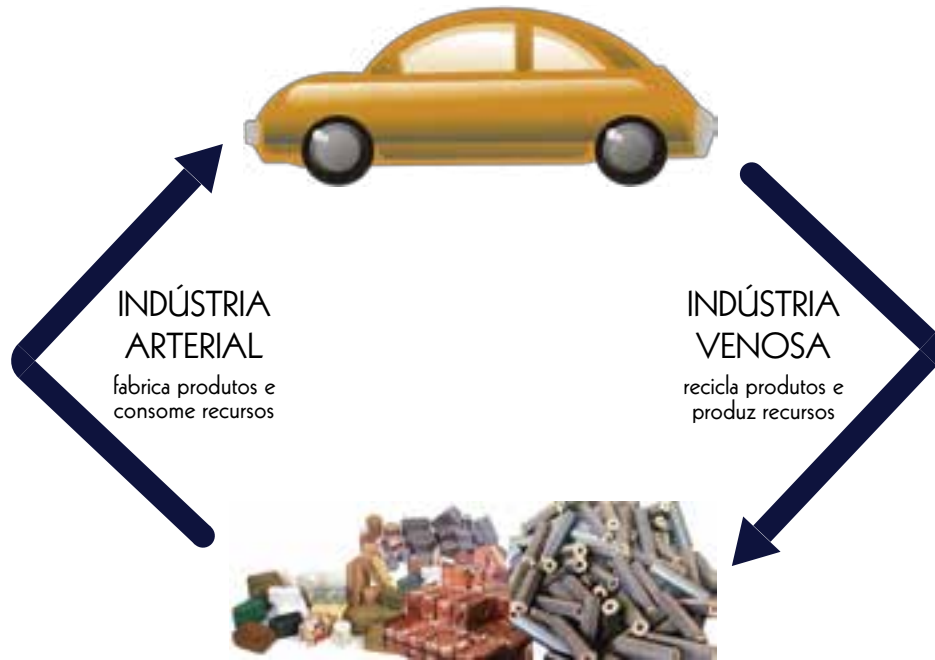 INDÚSTRIA
ARTERIAL
fabrica produtos e
consome recursos
INDÚSTRIA
VENOSA
recicla produtos e
produz recursos